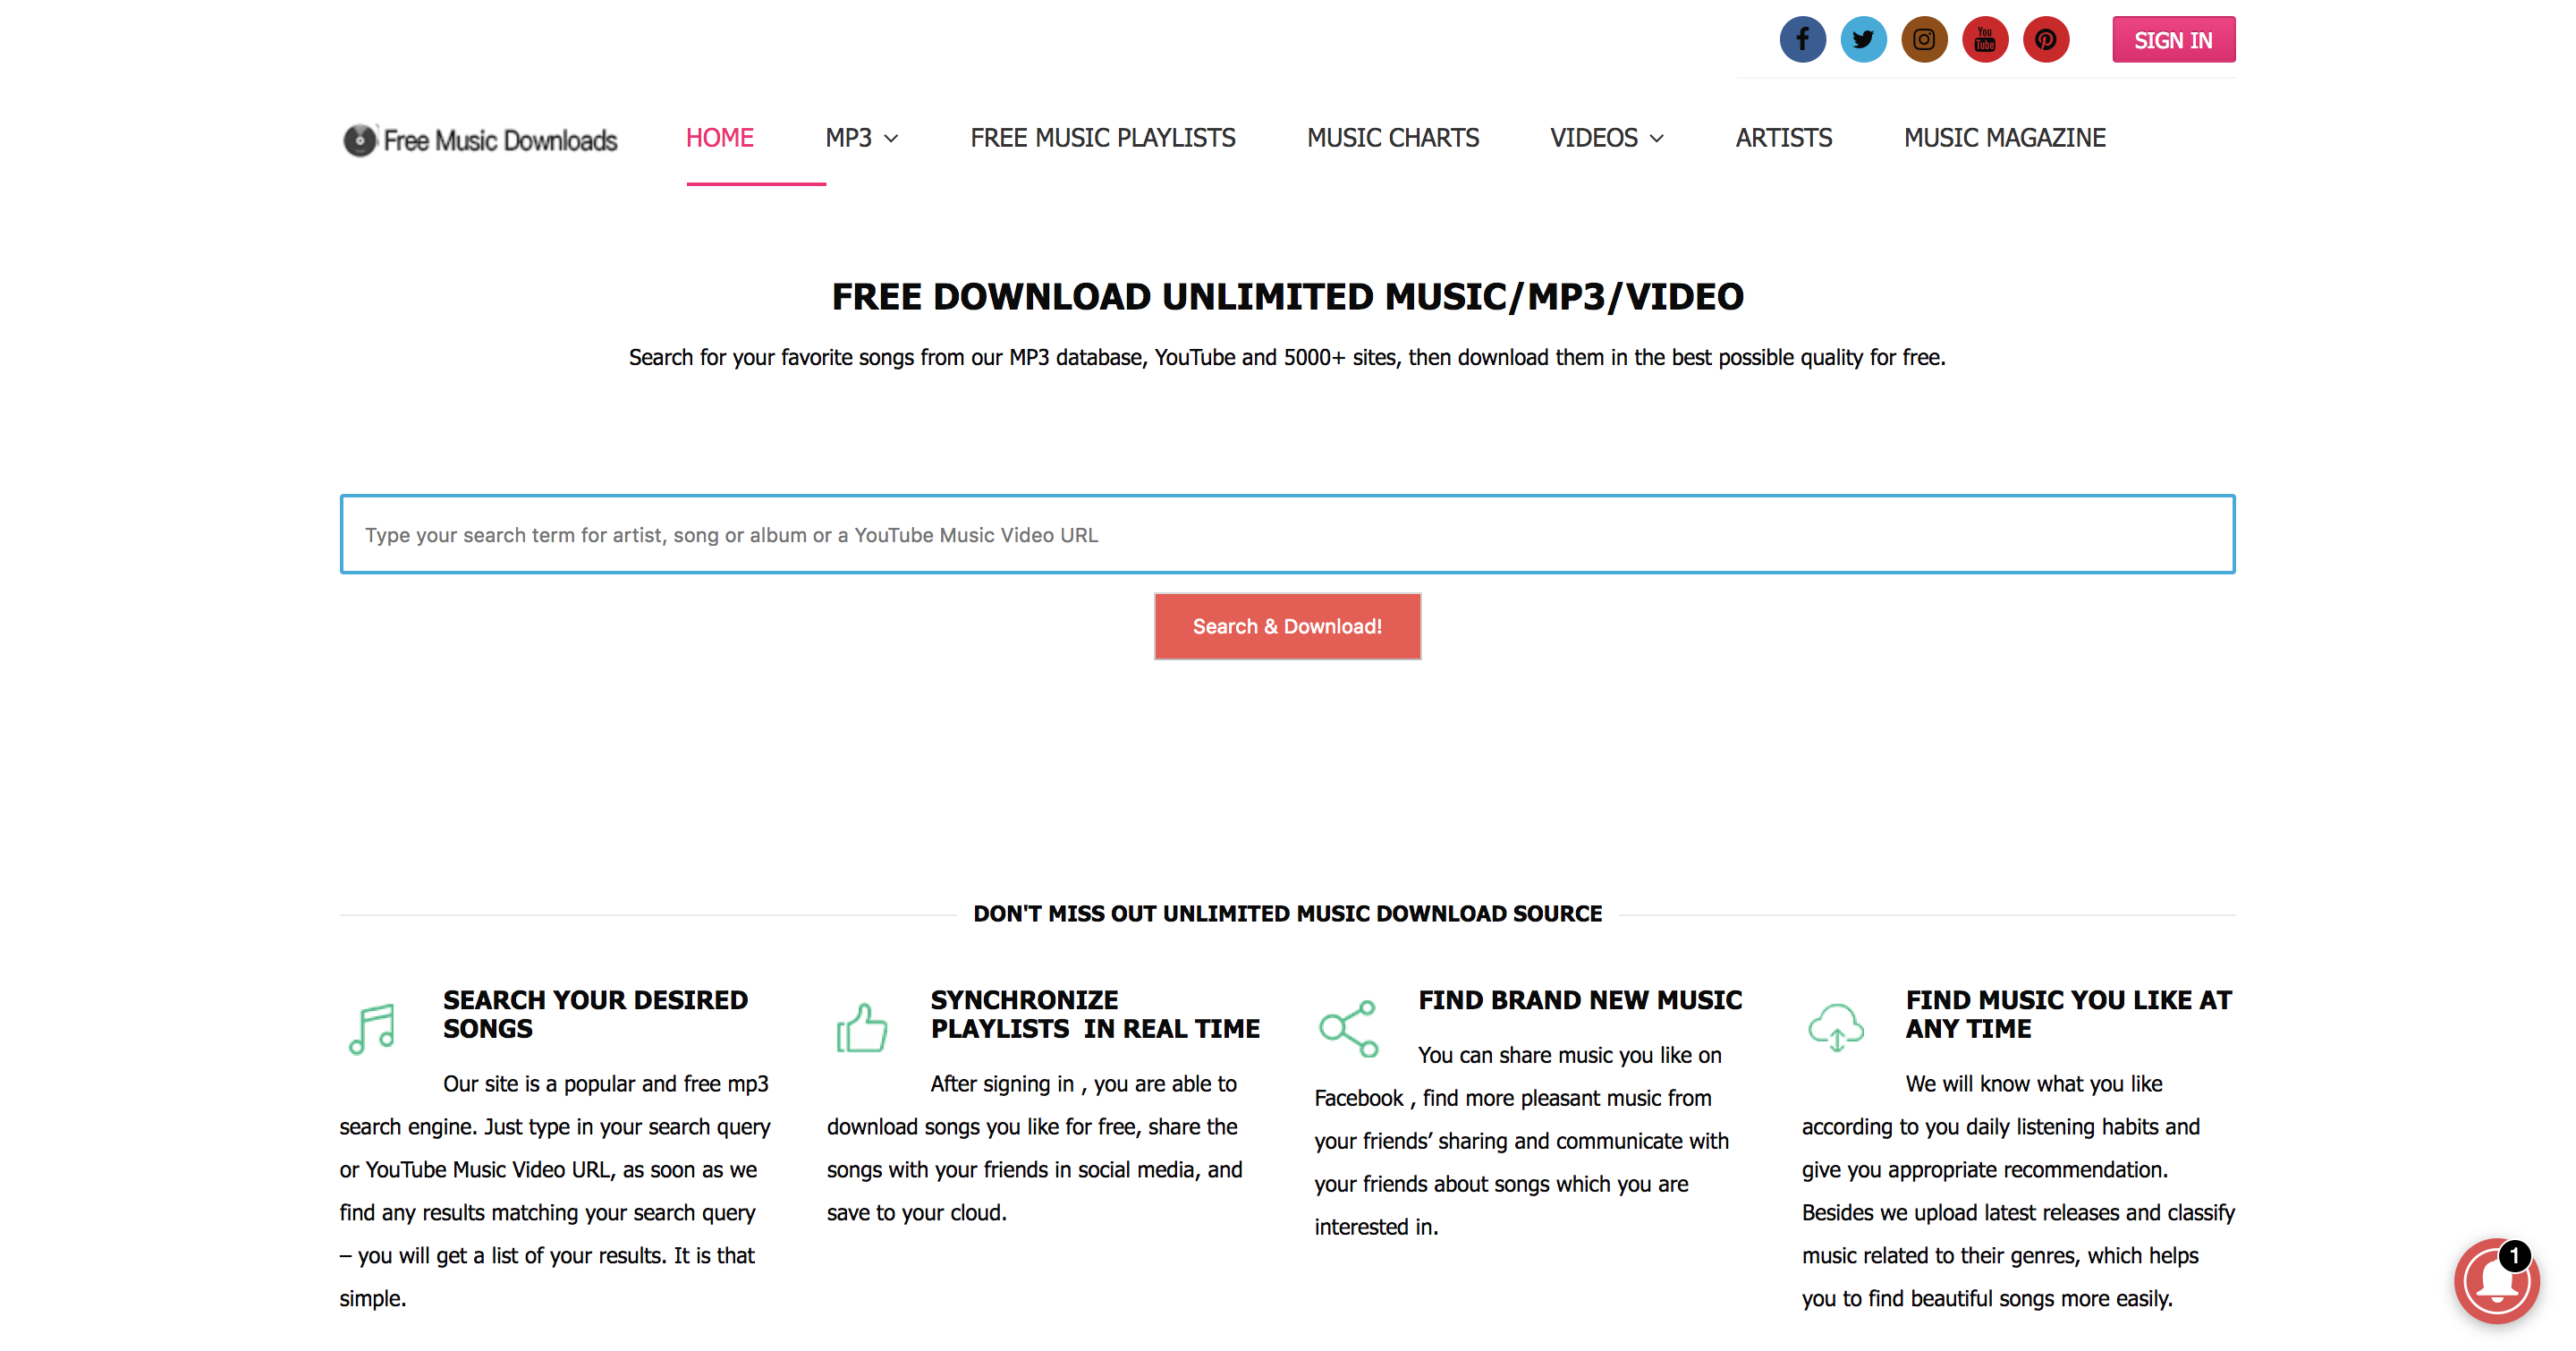 You Tube
SIGN IN
Free Music Downloads
HOME
MP3
FREE MUSIC PLAYLISTS
MUSIC CHARTS
VIDEOS
ARTISTS
MUSIC MAGAZINE
FREE DOWNLOAD UNLIMITED MUSIC/MP3/VIDEO
Search for your favorite songs from our MP3 database, YouTube and 5000+ sites, then download them in the best possible quality for free.
Type your search term for artist, song or album or a YouTube Music Video URL
Search & Download!
DON'T MISS OUT UNLIMITED MUSIC DOWNLOAD SOURCE
SEARCH YOUR DESIRED
SONGS
Our site is a popular and free mp3
search engine. Just type in your search query
or YouTube Music Video URL, as soon as we
find any results matching your search query
– you will get a list of your results. It is that
simple.
SYNCHRONIZE
PLAYLISTS  IN REAL TIME
After signing in , you are able to
download songs you like for free, share the
songs with your friends in social media, and
save to your cloud.
FIND BRAND NEW MUSIC
You can share music you like on
Facebook , find more pleasant music from
your friends’ sharing and communicate with
your friends about songs which you are
interested in.
FIND MUSIC YOU LIKE AT
ANY TIME
We will know what you like
according to you daily listening habits and
give you appropriate recommendation.
Besides we upload latest releases and classify
music related to their genres, which helps
you to find beautiful songs more easily.
1